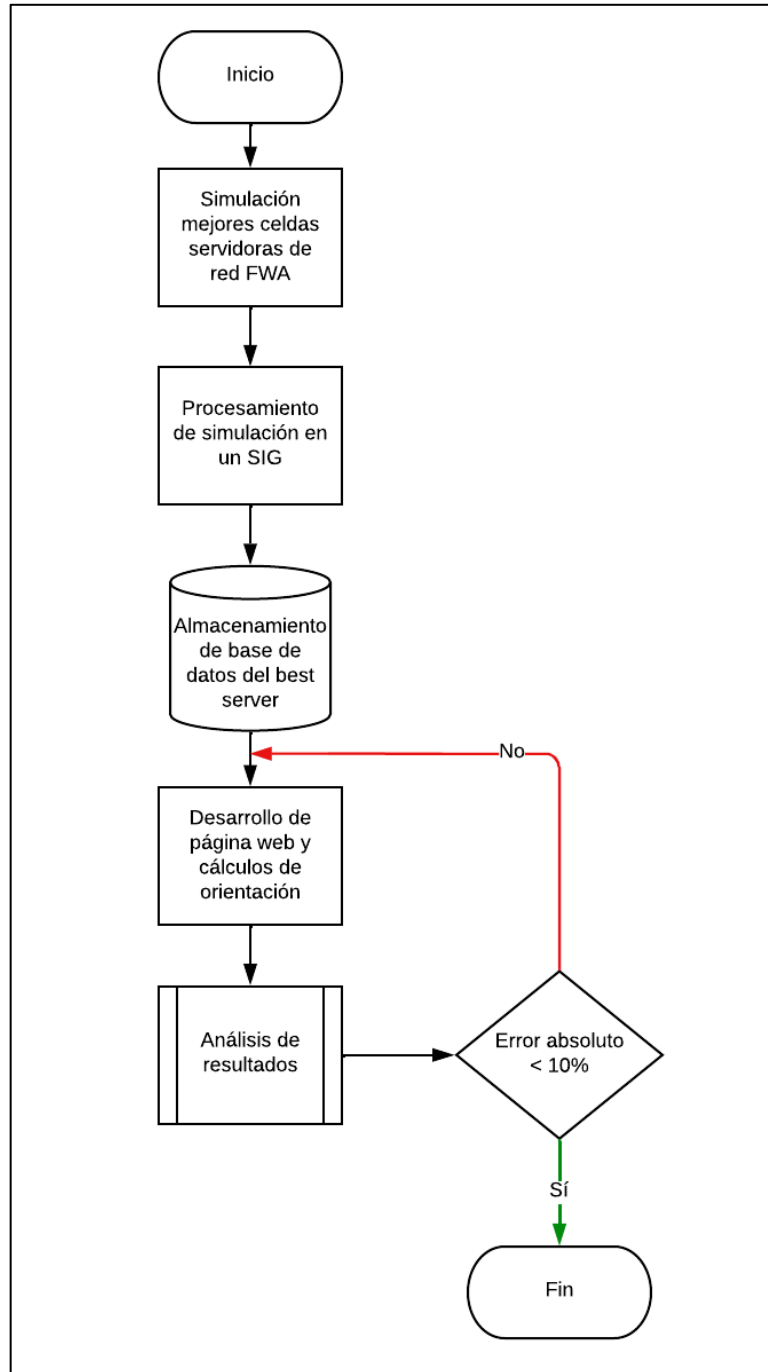 Inicio
Simulación
mejores celdas
servidoras de
red FWA
Procesamiento
de simulación en
un SIG
Almacenamiento
de base de
datos del best
server
No
Desarrollo de
página web y
cálculos de
orientación
Análisis de
resultados
Error absoluto
< 10%
Sí
Fin